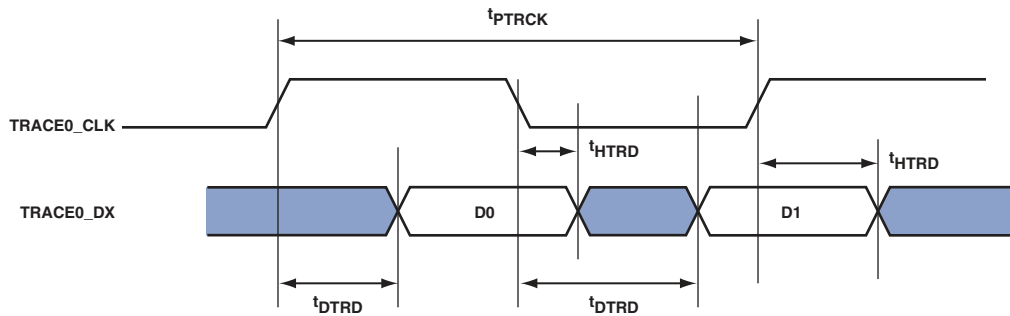 tPTRCK
TRACE0_CLK
tHTRD
tHTRD
TRACE0_DX
D0
D1
tDTRD
tDTRD